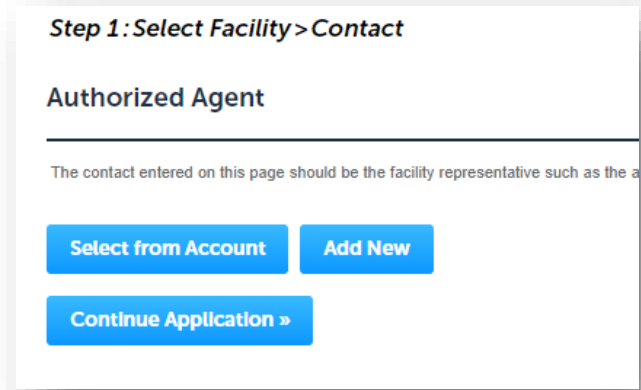 Step 1: Select Facility > Contact
Authorized Agent
The contact entered on this page should be the facility representative such as the
Select from Account Add New
Continue Application »